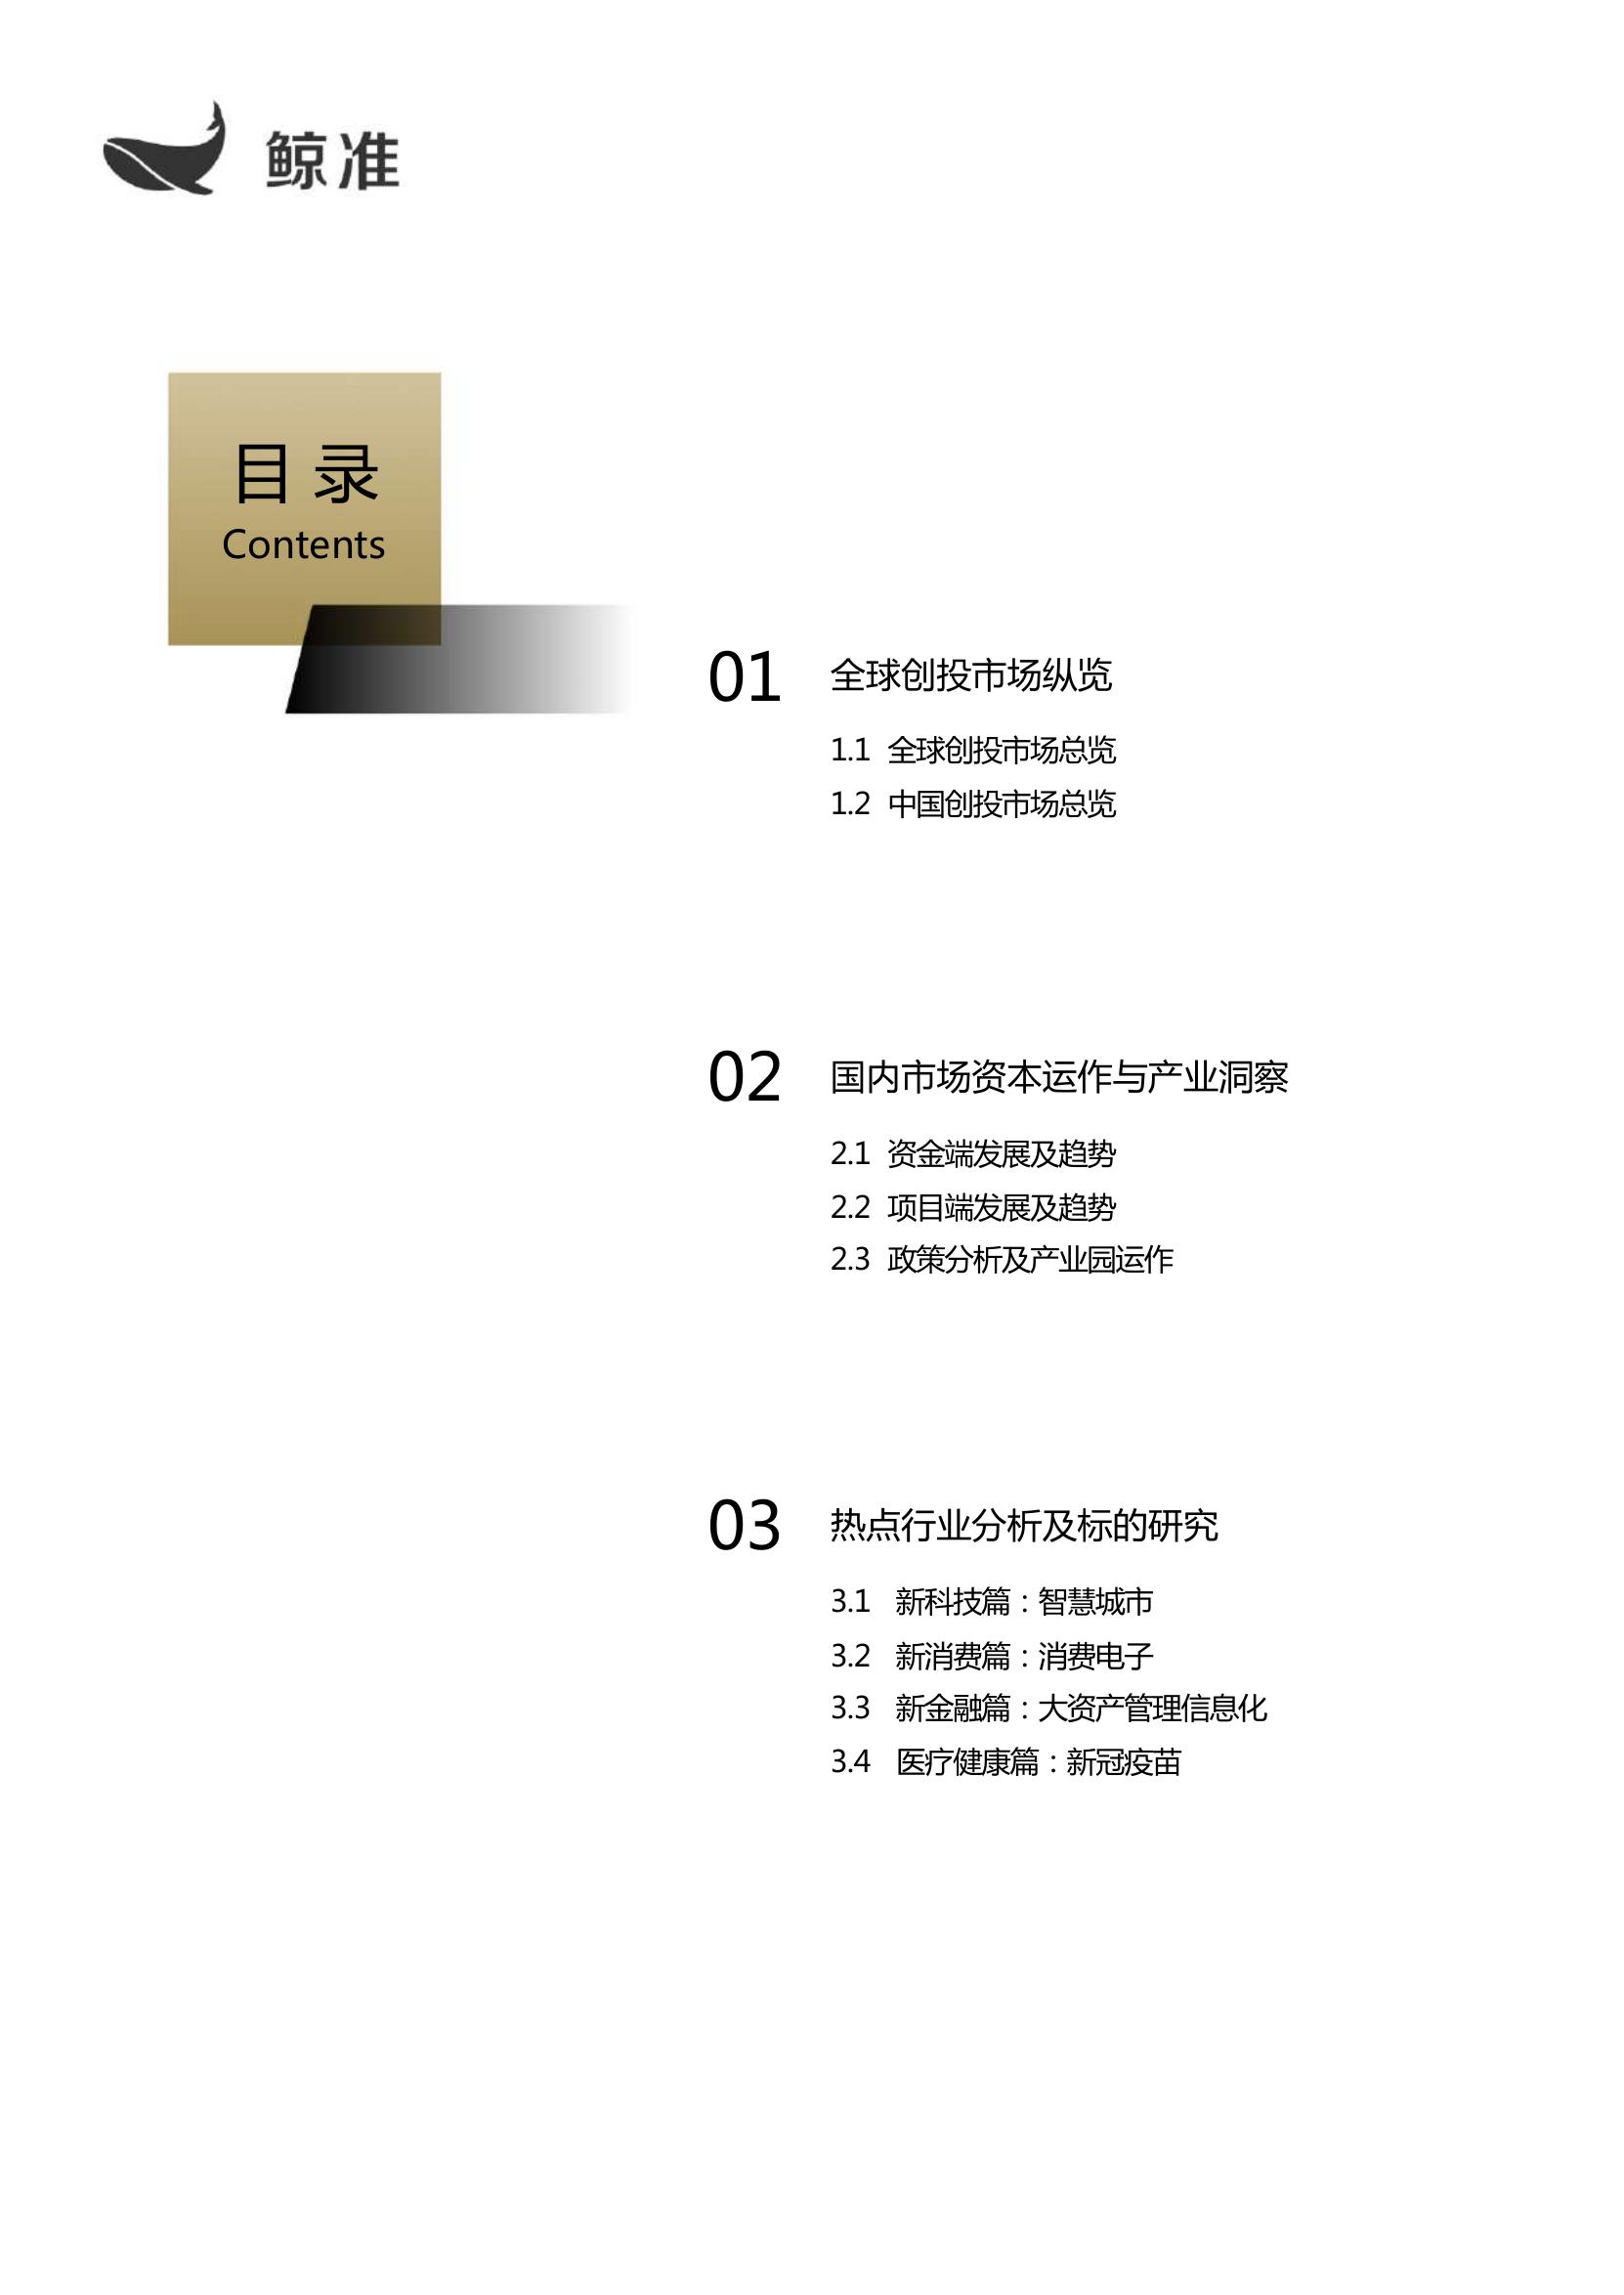 鲸准
目录
Contents
01 全球创投市场纵览
1.1 全球创投市场总览
1.2 中国创投市场总览
02 国内市场资本运作与产业洞察
2.1 资金端发展及趋势
2.2 项目端发展及趋势
2.3 政策分析及产业园运作
03 热点行业分析及标的研究
3.1 新科技篇：智慧城市
3.2 新消费篇：消费电子
3.3 新金融篇：大资产管理信息化
3.4 医疗健康篇：新冠疫苗